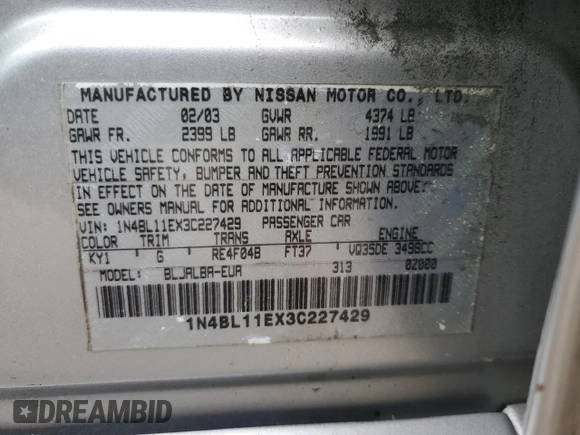 MANUFACTURED BY NISSAN MOTOR CO., LTD.
DATE 02/03 GVWR 4374 LB
GAWR FR. 2399 LB GAWR RR. 1991 LB
THIS VEHICLE CONFORMS TO ALL APPLICABLE FEDERAL MOTOR
VEHICLE SAFETY, BUMPER AND THEFT PREVENTION STANDARDS
IN EFFECT ON THE DATE OF MANUFACTURE SHOWN ABOVE.
SEE OWNERS MANUAL FOR ADDITIONAL INFORMATION.
VIN: 1N4BL11EX3C227429 PASSENGER CAR
COLOR TRIM TRANS AXLE ENGINE
KY1 G RE4F04B FT37 VQ35DE 3498CC
MODEL: BLJALBA-EUA 313 02000
1N4BL11EX3C227429
DREAMBID